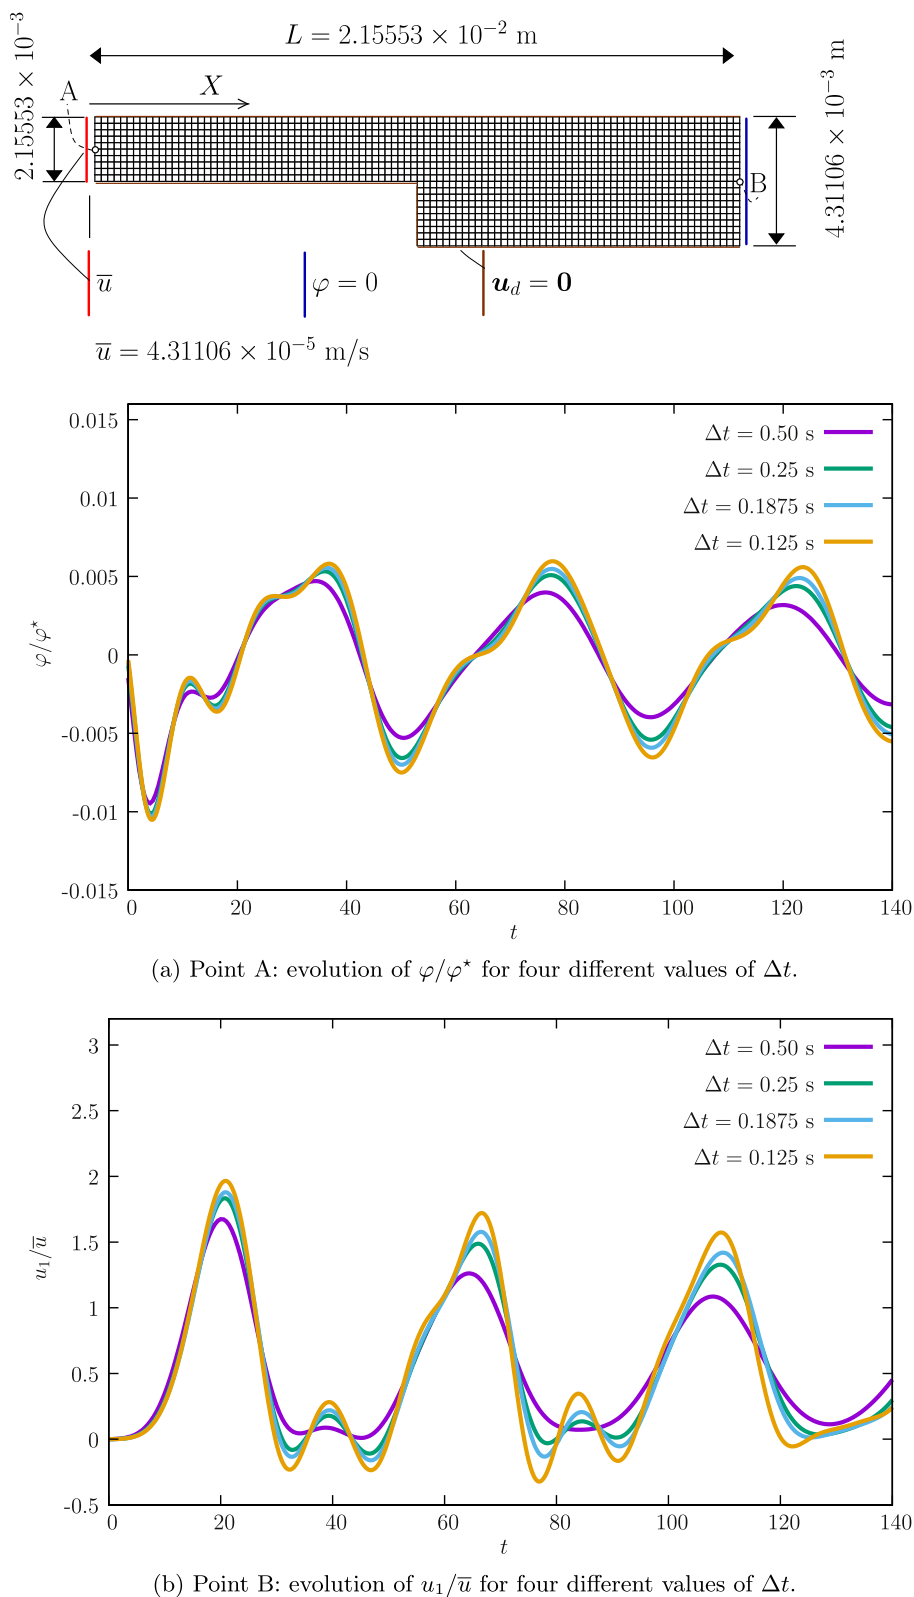 L = 2.15553 × 10⁻² m
2.15553 × 10⁻³
A
X
4.31106 × 10⁻³ m
B
u̅
φ = 0
𝒖_d = 𝟎
u̅ = 4.31106 × 10⁻⁵ m/s
0.015
0.01
0.005
0
-0.005
-0.01
-0.015
φ/φ⋆
Δt = 0.50 s
Δt = 0.25 s
Δt = 0.1875 s
Δt = 0.125 s
0 20 40 60 80 100 120 140
t
(a) Point A: evolution of φ/φ⋆ for four different values of Δt.
3
2.5
2
1.5
1
0.5
0
-0.5
u₁/u̅
Δt = 0.50 s
Δt = 0.25 s
Δt = 0.1875 s
Δt = 0.125 s
0 20 40 60 80 100 120 140
t
(b) Point B: evolution of u₁/u̅ for four different values of Δt.